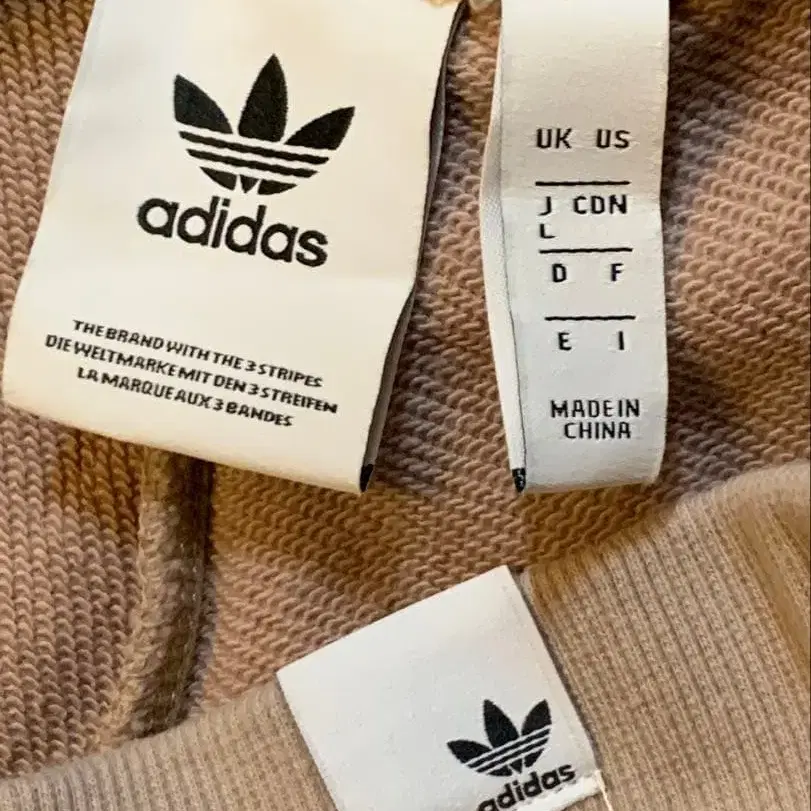 adidas
THE BRAND WITH THE 3 STRIPES
DIE WELTMARKE MIT DEN 3 STREIFEN
LA MARQUE AUX 3 BANDES
UK US
J CDN
L
D F
E I
MADE IN
CHINA
adidas